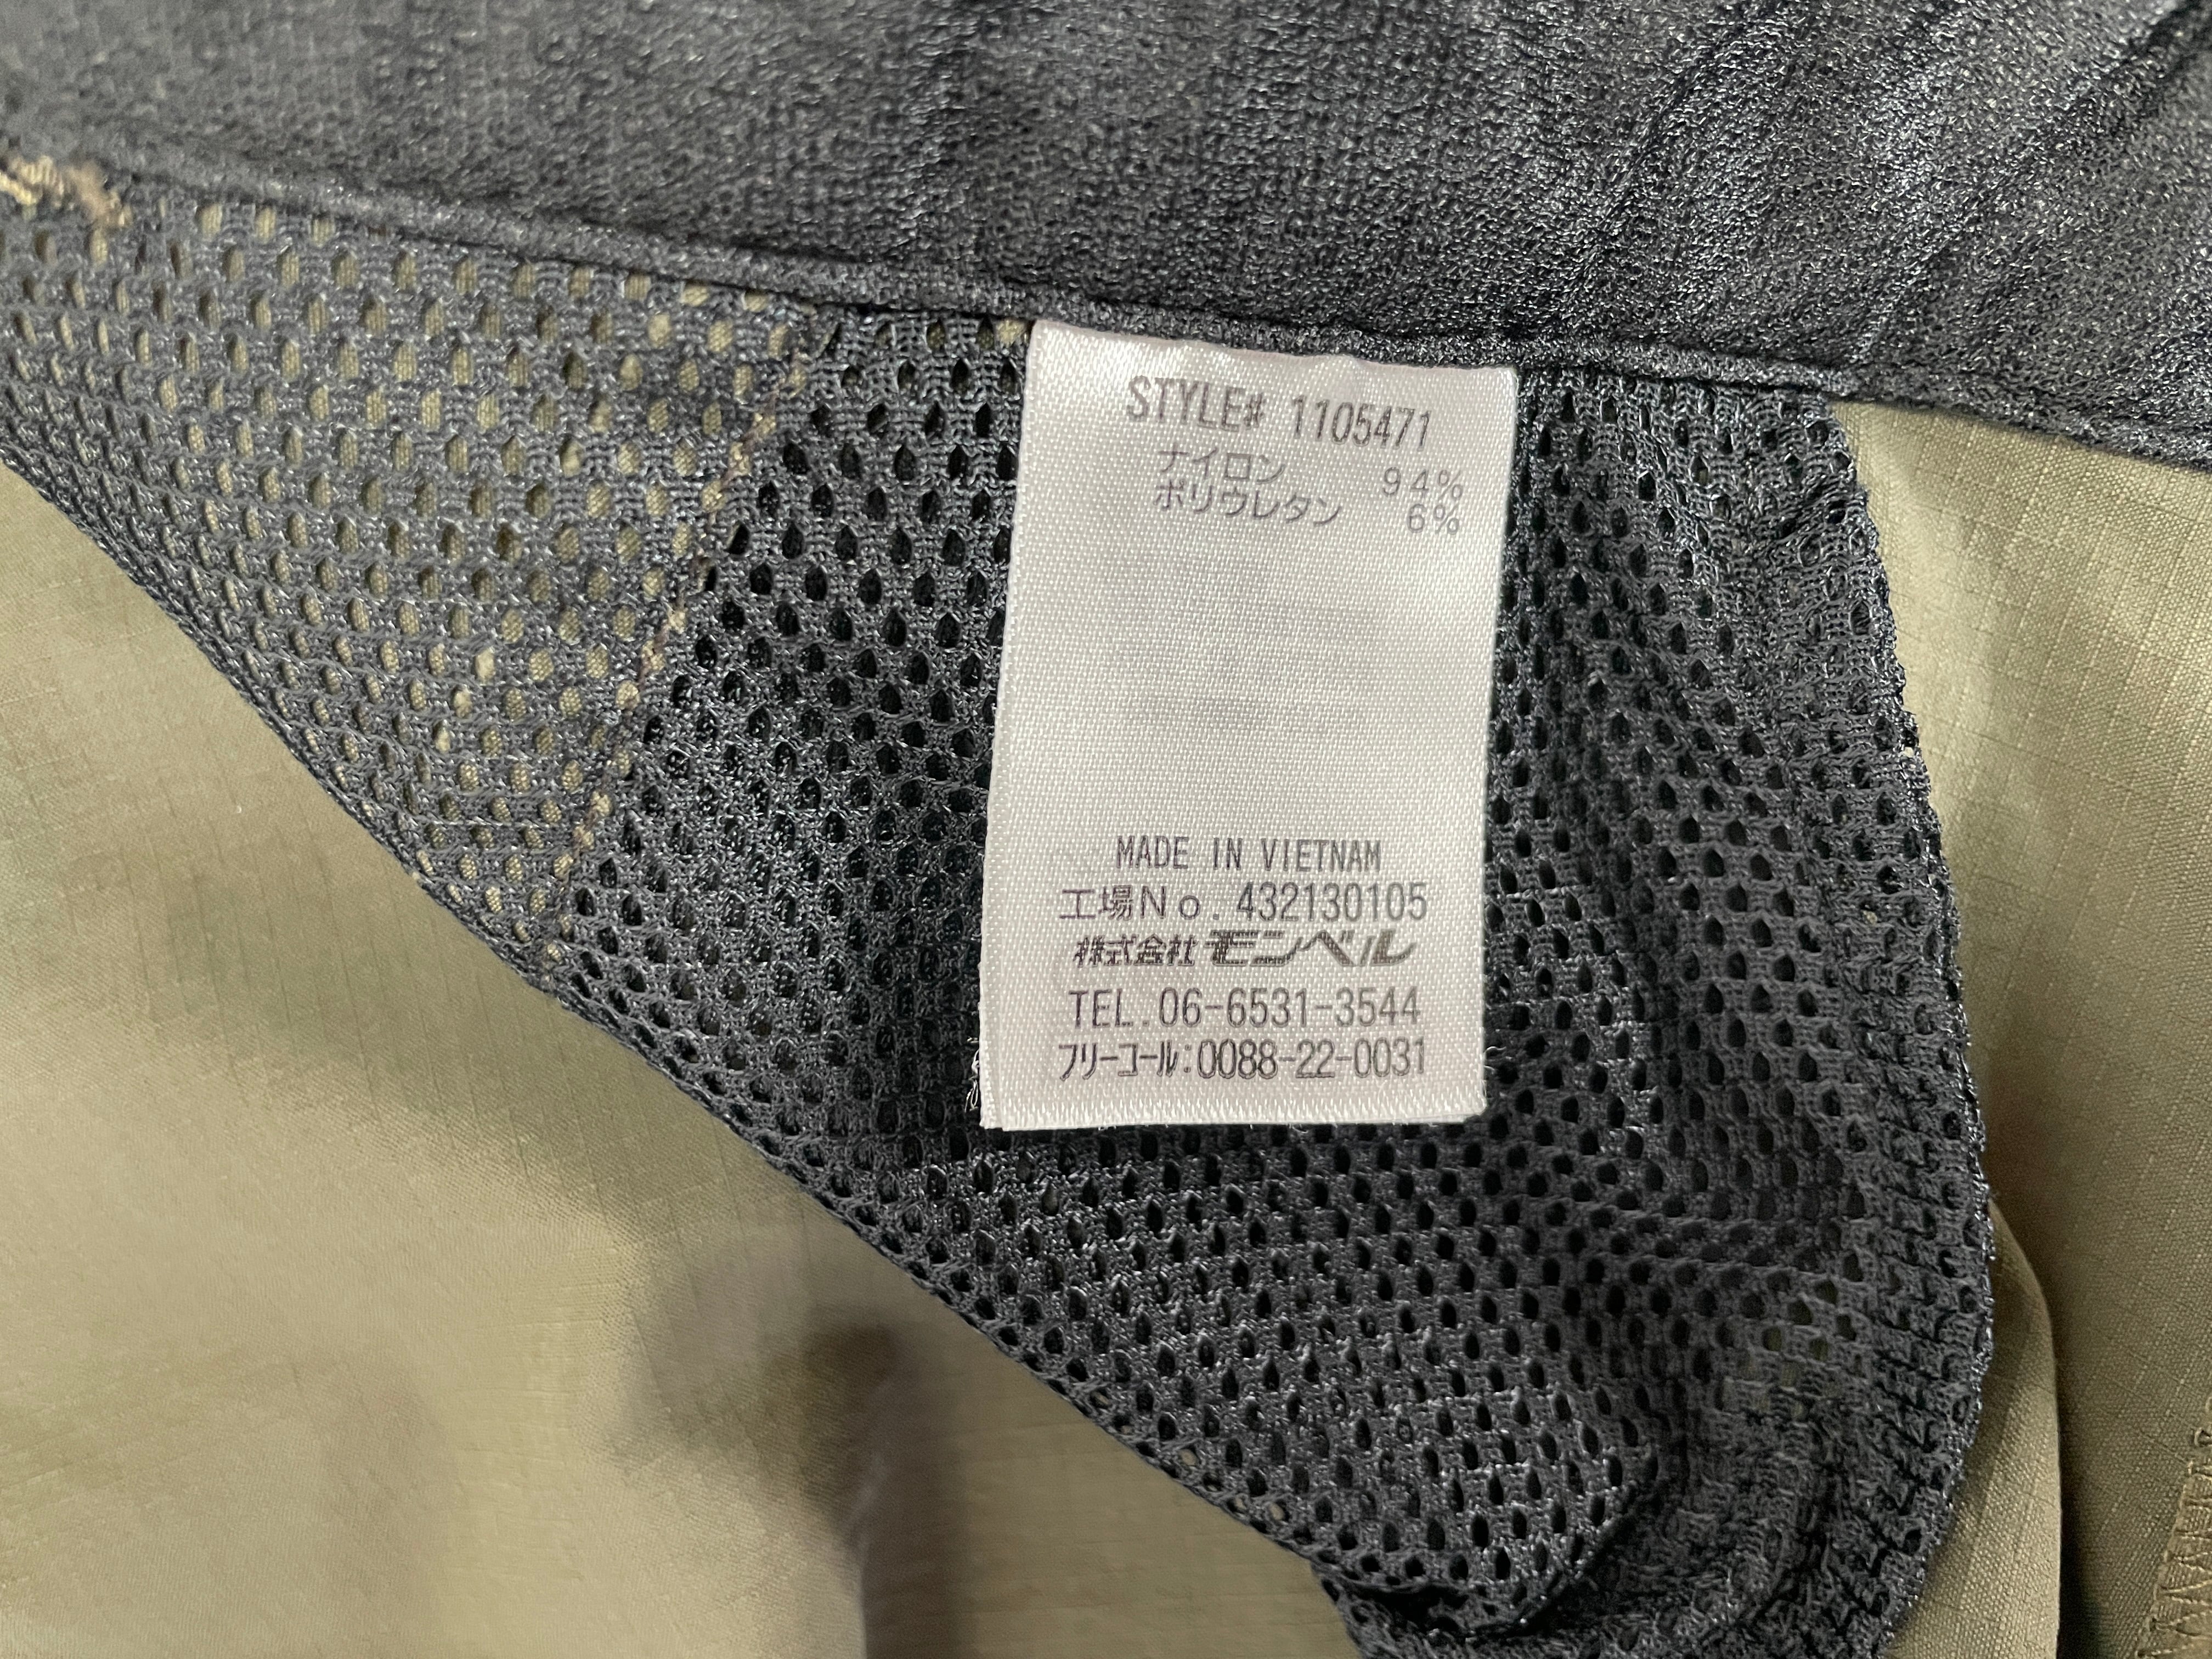 STYLE# 1105471
ナイロン 94%
ポリウレタン 6%
MADE IN VIETNAM
工場No. 432130105
株式会社モンベル
TEL.06-6531-3544
フリーコール:0088-22-0031